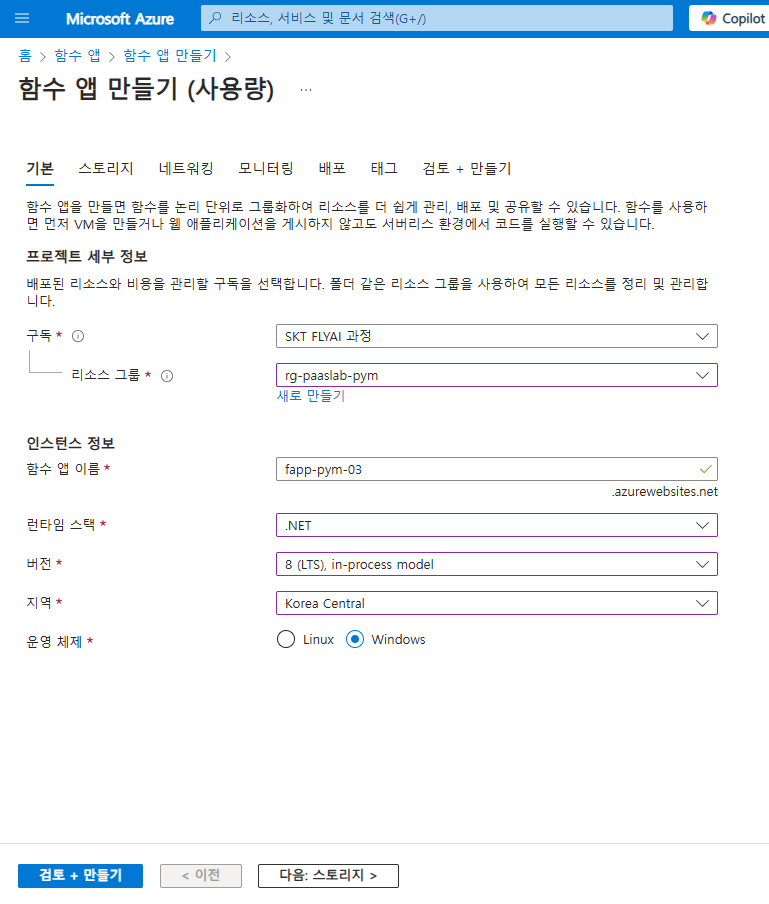 Microsoft Azure
리소스, 서비스 및 문서 검색(G+/)
Copilot
홈 > 함수 앱 > 함수 앱 만들기 >
함수 앱 만들기 (사용량) ...
기본 스토리지 네트워킹 모니터링 배포 태그 검토 + 만들기
함수 앱을 만들면 함수를 논리 단위로 그룹화하여 리소스를 더 쉽게 관리, 배포 및 공유할 수 있습니다. 함수를 사용하
면 먼저 VM을 만들거나 웹 애플리케이션을 게시하지 않고도 서버리스 환경에서 코드를 실행할 수 있습니다.
프로젝트 세부 정보
배포된 리소스와 비용을 관리할 구독을 선택합니다. 폴더 같은 리소스 그룹을 사용하여 모든 리소스를 정리 및 관리합
니다.
구독 * SKT FLYAI 과정
리소스 그룹 * rg-paaslab-pym
새로 만들기
인스턴스 정보
함수 앱 이름 * fapp-pym-03
.azurewebsites.net
런타임 스택 * .NET
버전 * 8 (LTS), in-process model
지역 * Korea Central
운영 체제 * Linux Windows
검토 + 만들기 < 이전 다음: 스토리지 >